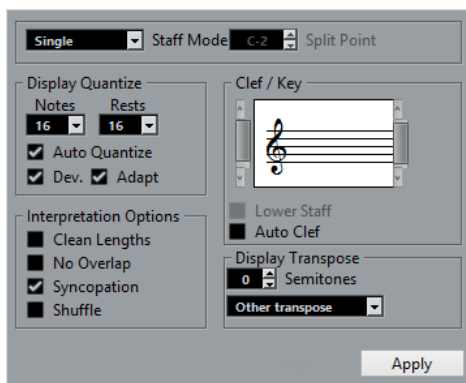 Single Staff Mode C-2 Split Point
Display Quantize
Notes Rests
16 16
Auto Quantize
Dev. Adapt
Interpretation Options
Clean Lengths
No Overlap
Syncopation
Shuffle
Clef / Key
Lower Staff
Auto Clef
Display Transpose
0 Semitones
Other transpose
Apply